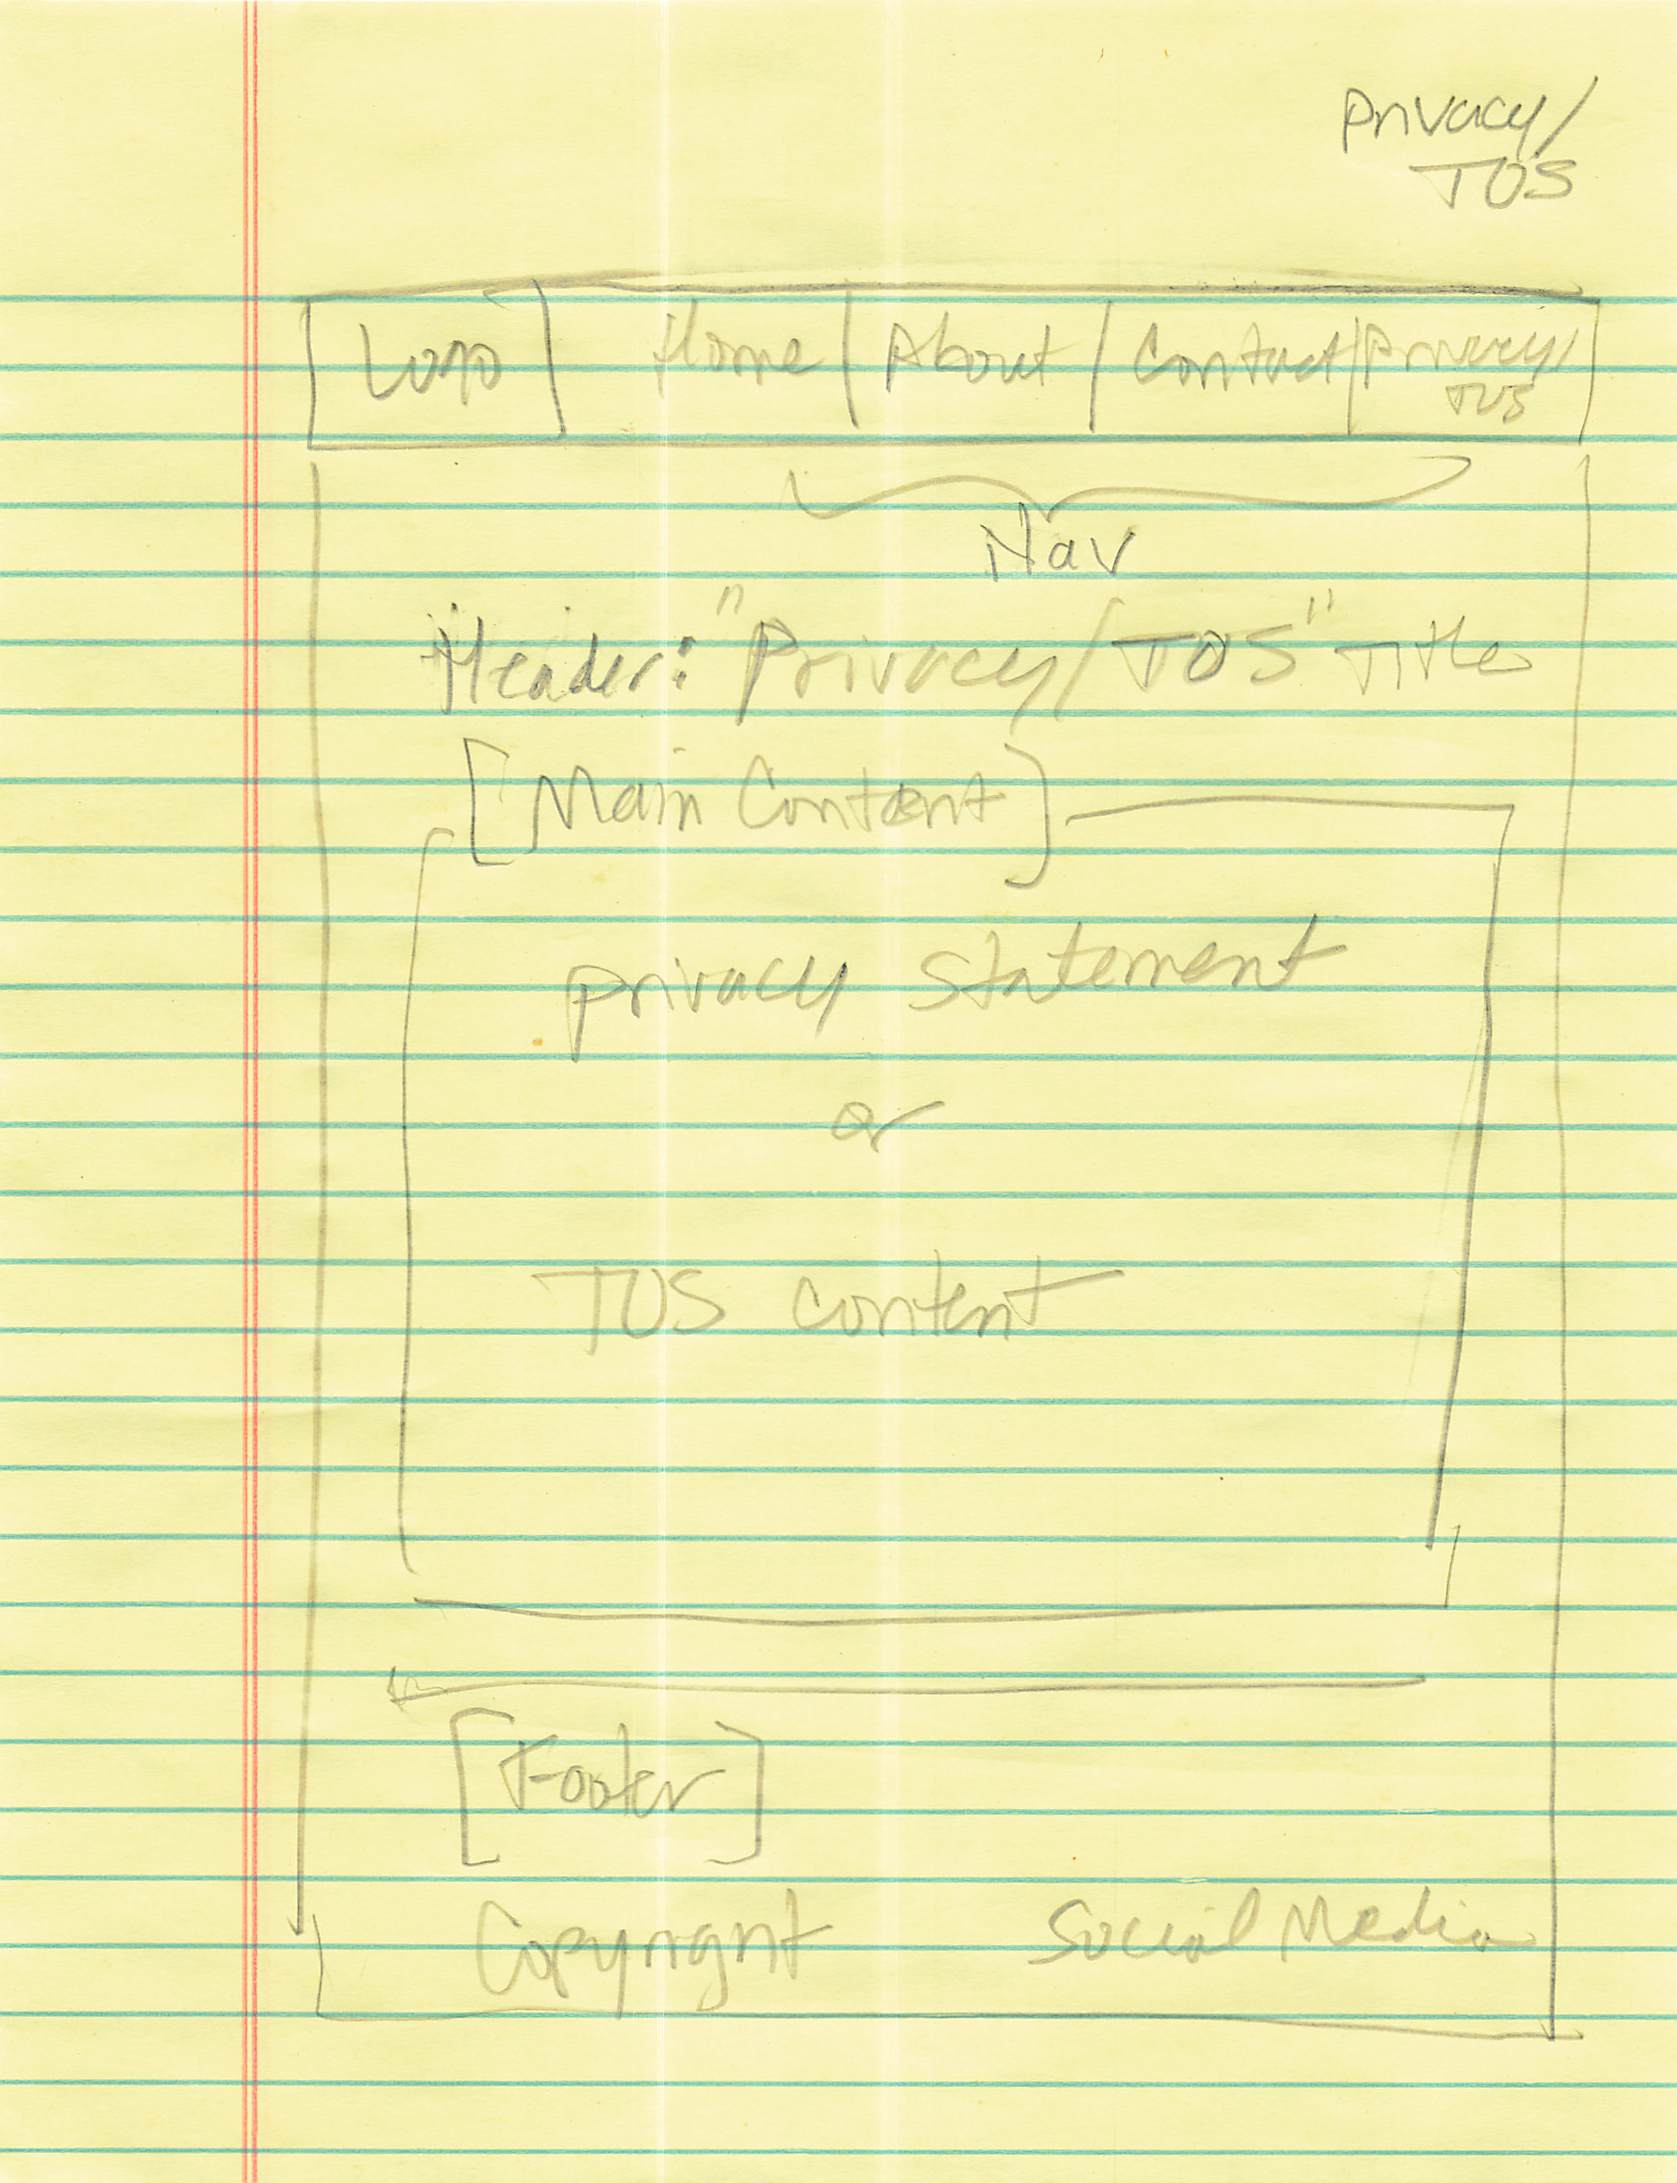 Privacy/
TOS
Logo Home About Contact Privacy/
TOS
Nav
Header: "Privacy/TOS" Title
[Main Content]
privacy statement
or
TOS content
[Footer]
Copyright Social Media